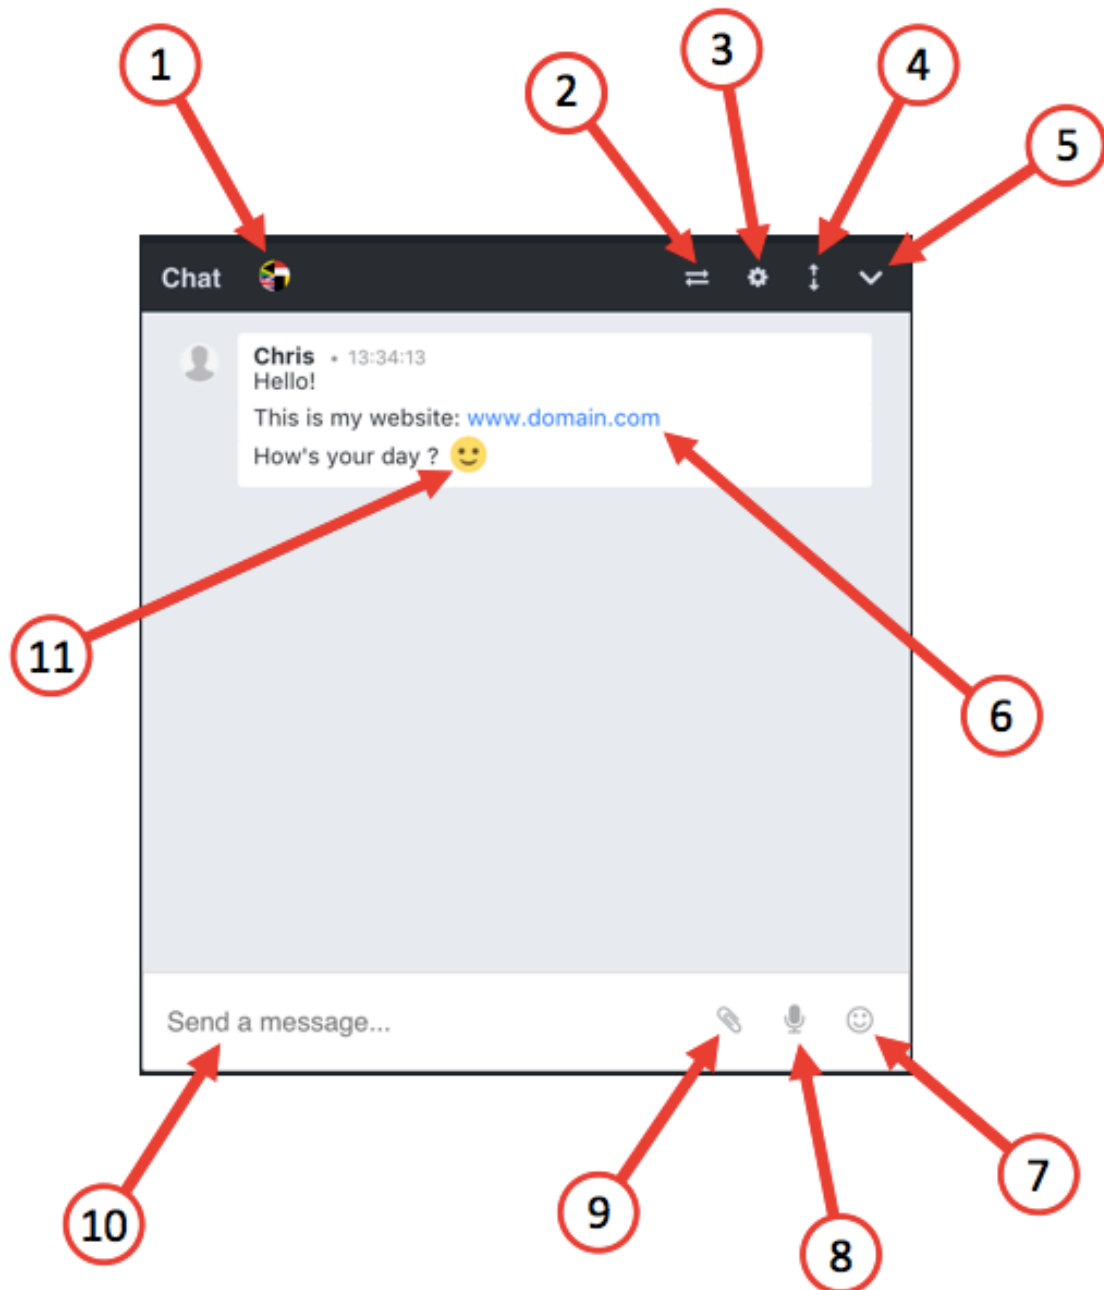 1
2
3
4
5
Chat
Chris • 13:34:13
Hello!
This is my website: www.domain.com
How's your day ?
11
6
Send a message...
7
10
9
8